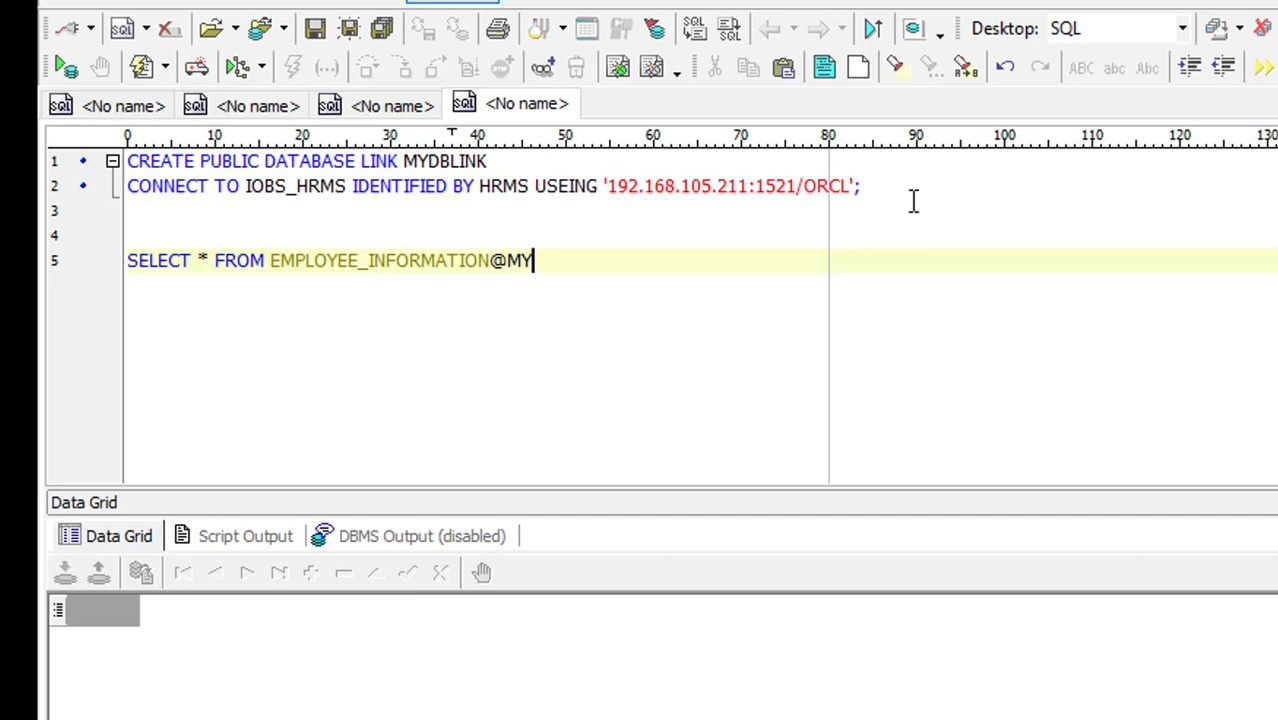 Desktop: SQL
ABC abc Abc
<No name> <No name> <No name> <No name>
0 10 20 30 40 50 60 70 80 90 100 110 120 130
1 CREATE PUBLIC DATABASE LINK MYDBLINK
2 CONNECT TO IOBS_HRMS IDENTIFIED BY HRMS USEING '192.168.105.211:1521/ORCL';
3
4
5 SELECT * FROM EMPLOYEE_INFORMATION@MY
Data Grid
Data Grid Script Output DBMS Output (disabled)